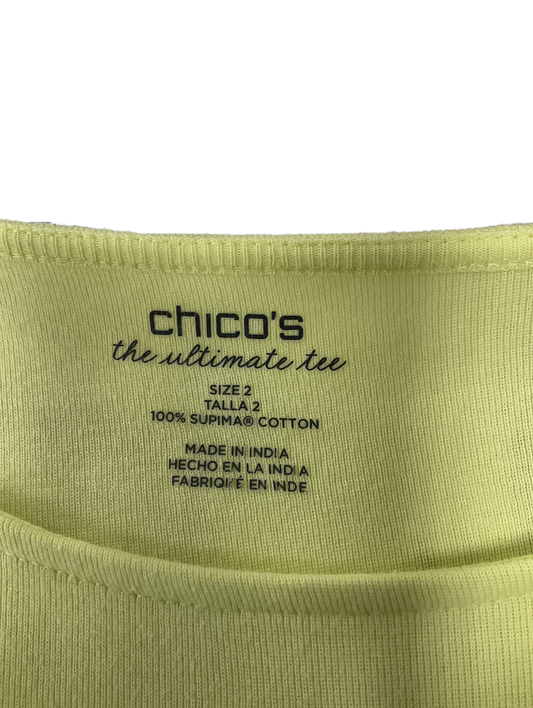 chico's
the ultimate tee
SIZE 2
TALLA 2
100% SUPIMA® COTTON
MADE IN INDIA
HECHO EN LA INDIA
FABRIQUÉ EN INDE